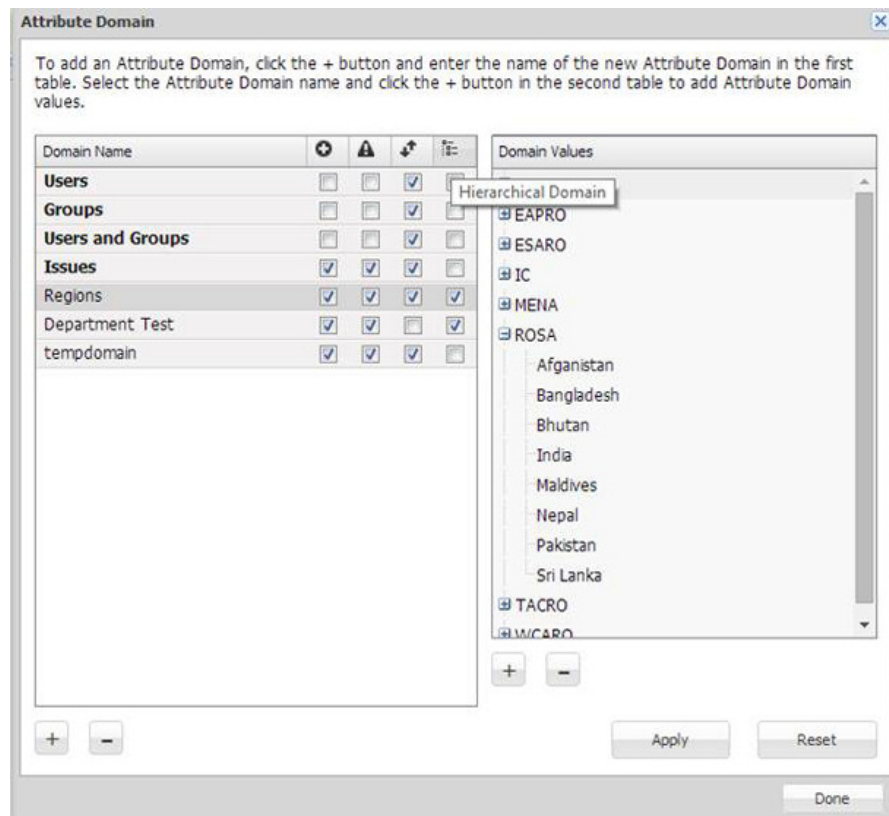 Attribute Domain
To add an Attribute Domain, click the + button and enter the name of the new Attribute Domain in the first
table. Select the Attribute Domain name and click the + button in the second table to add Attribute Domain
values.
Domain Name
Users
Groups
Users and Groups
Issues
Regions
Department Test
tempdomain
Domain Values
Hierarchical Domain
EAPRO
ESARO
IC
MENA
ROSA
Afganistan
Bangladesh
Bhutan
India
Maldives
Nepal
Pakistan
Sri Lanka
TACRO
WCARO
+ -
+ -
Apply Reset
Done